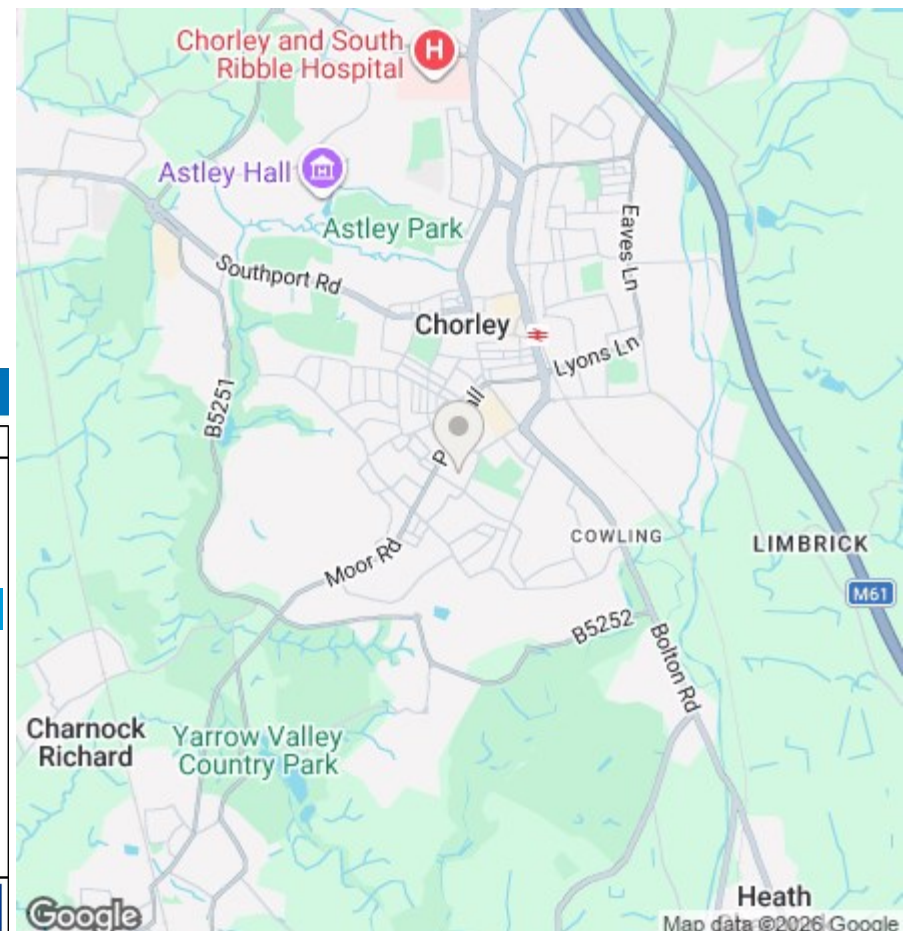 Chorley and South
Ribble Hospital
H
Astley Hall
Astley Park
Eaves Ln
Southport Rd
Chorley
Lyons Ln
B5251
all
P
COWLING
LIMBRICK
Moor Rd
M61
B5252
Bolton Rd
Charnock
Richard
Yarrow Valley
Country Park
Heath
Google
Map data ©2026 Google